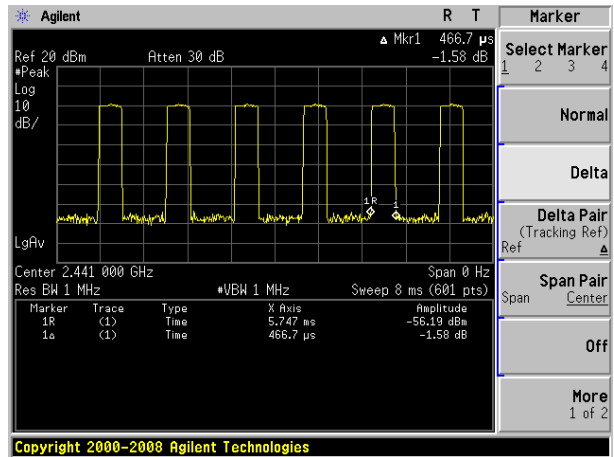 Agilent R T Marker
Δ Mkr1 466.7 µs
Ref 20 dBm Atten 30 dB -1.58 dB
#Peak
Log
10
dB/
1R 1
LgAv
Center 2.441 000 GHz Span 0 Hz
Res BW 1 MHz #VBW 1 MHz Sweep 8 ms (601 pts)
Marker Trace Type X Axis Amplitude
1R (1) Time 5.747 ms -56.19 dBm
1Δ (1) Time 466.7 µs -1.58 dB
Select Marker
1 2 3 4
Normal
Delta
Delta Pair
(Tracking Ref)
Ref Δ
Span Pair
Span Center
Off
More
1 of 2
Copyright 2000-2008 Agilent Technologies